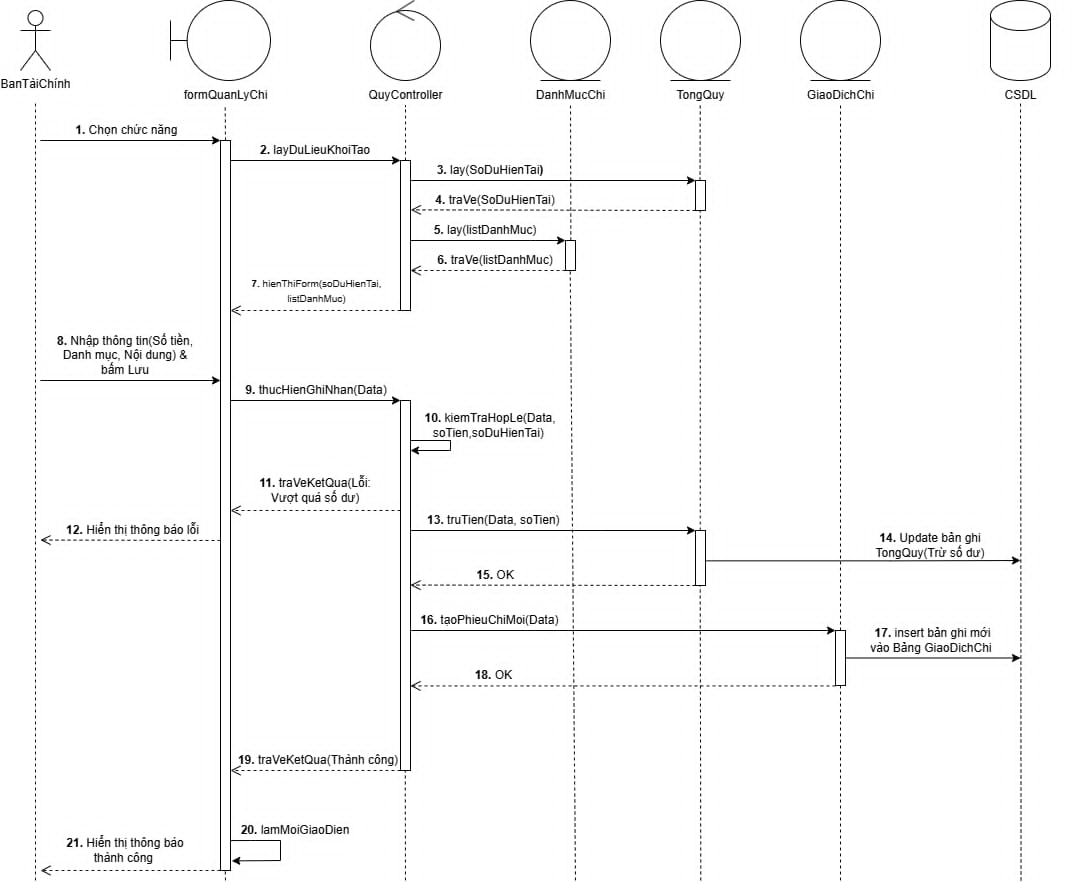 BanTàiChính
formQuanLyChi
QuyController
DanhMucChi
TongQuy
GiaoDichChi
CSDL
1. Chọn chức năng
2. layDuLieuKhoiTao
3. lay(SoDuHienTai)
4. traVe(SoDuHienTai)
5. lay(listDanhMuc)
6. traVe(listDanhMuc)
7. hienThiForm(soDuHienTai,
listDanhMuc)
8. Nhập thông tin(Số tiền,
Danh mục, Nội dung) &
bấm Lưu
9. thucHienGhiNhan(Data)
10. kiemTraHopLe(Data,
soTien,soDuHienTai)
11. traVeKetQua(Lỗi:
Vượt quá số dư)
12. Hiển thị thông báo lỗi
13. truTien(Data, soTien)
14. Update bản ghi
TongQuy(Trừ số dư)
15. OK
16. tạoPhieuChiMoi(Data)
17. insert bản ghi mới
vào Bảng GiaoDichChi
18. OK
19. traVeKetQua(Thành công)
20. lamMoiGiaoDien
21. Hiển thị thông báo
thành công